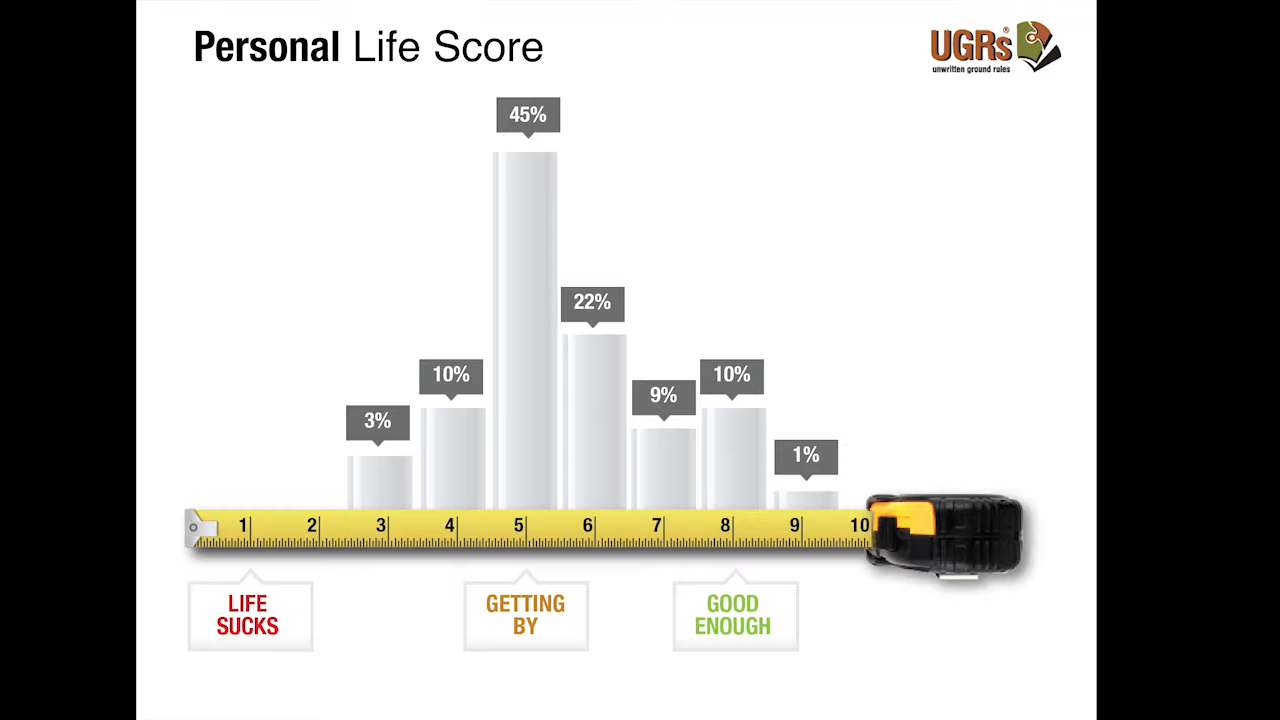 Personal Life Score
UGRs®
unwritten ground rules
45%
22%
10%
10%
9%
3%
1%
1 2 3 4 5 6 7 8 9 10
LIFE
SUCKS
GETTING
BY
GOOD
ENOUGH